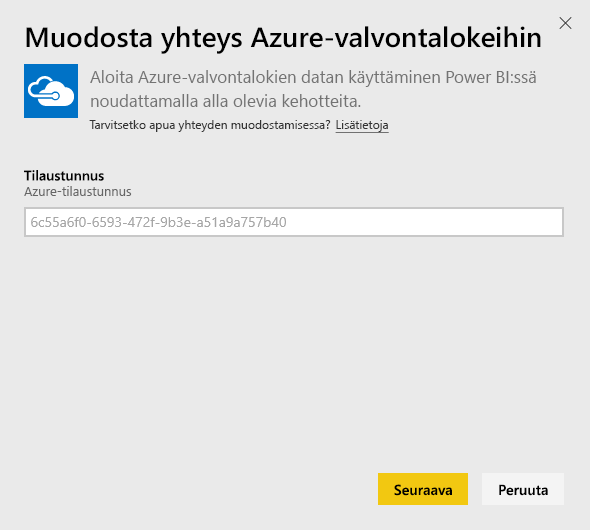 Muodosta yhteys Azure-valvontalokeihin
Aloita Azure-valvontalokien datan käyttäminen Power BI:ssä
noudattamalla alla olevia kehotteita.
Tarvitsetko apua yhteyden muodostamisessa? Lisätietoja
Tilaustunnus
Azure-tilaustunnus
6c55a6f0-6593-472f-9b3e-a51a9a757b40
Seuraava Peruuta